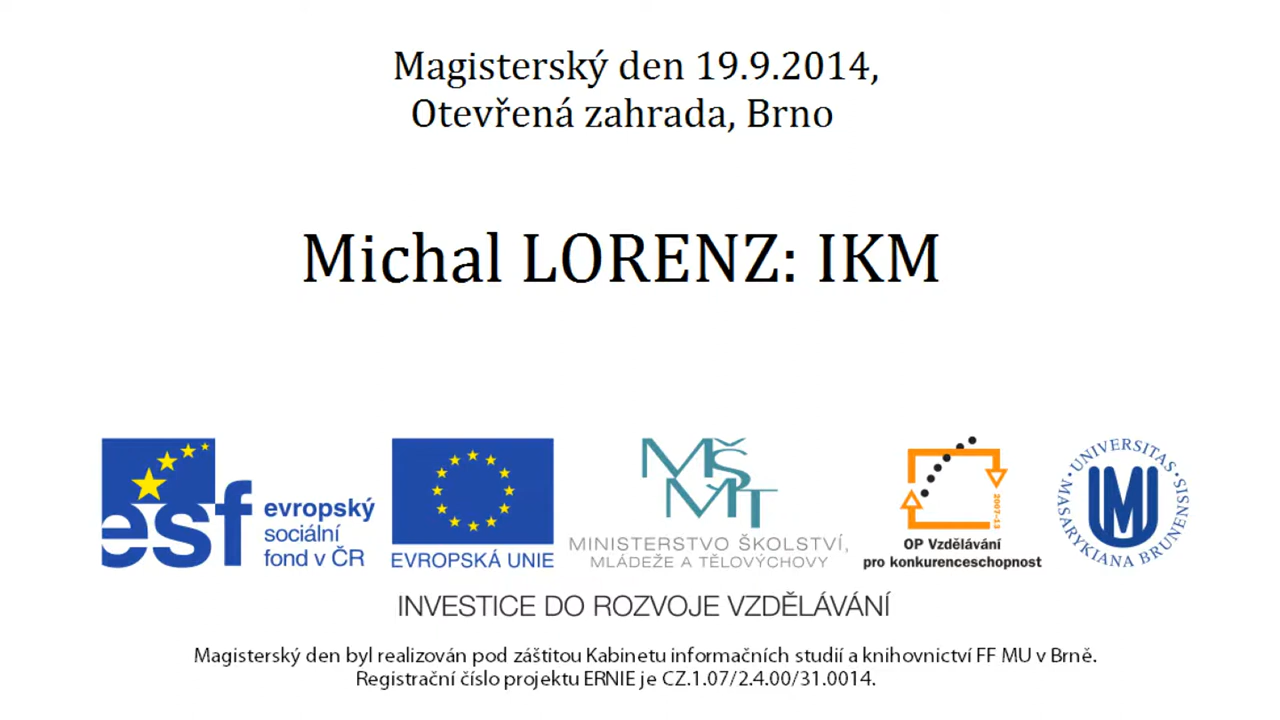 Magisterský den 19.9.2014,
Otevřená zahrada, Brno
Michal LORENZ: IKM
esf
evropský
sociální
fond v ČR
EVROPSKÁ UNIE
MŠMT
MINISTERSTVO ŠKOLSTVÍ,
MLÁDEŽE A TĚLOVÝCHOVY
2007-13
OP Vzdělávání
pro konkurenceschopnost
UNIVERSITAS
MASARYKIANA BRUNENSIS
MU
INVESTICE DO ROZVOJE VZDĚLÁVÁNÍ
Magisterský den byl realizován pod záštitou Kabinetu informačních studií a knihovnictví FF MU v Brně.
Registrační číslo projektu ERNIE je CZ.1.07/2.4.00/31.0014.